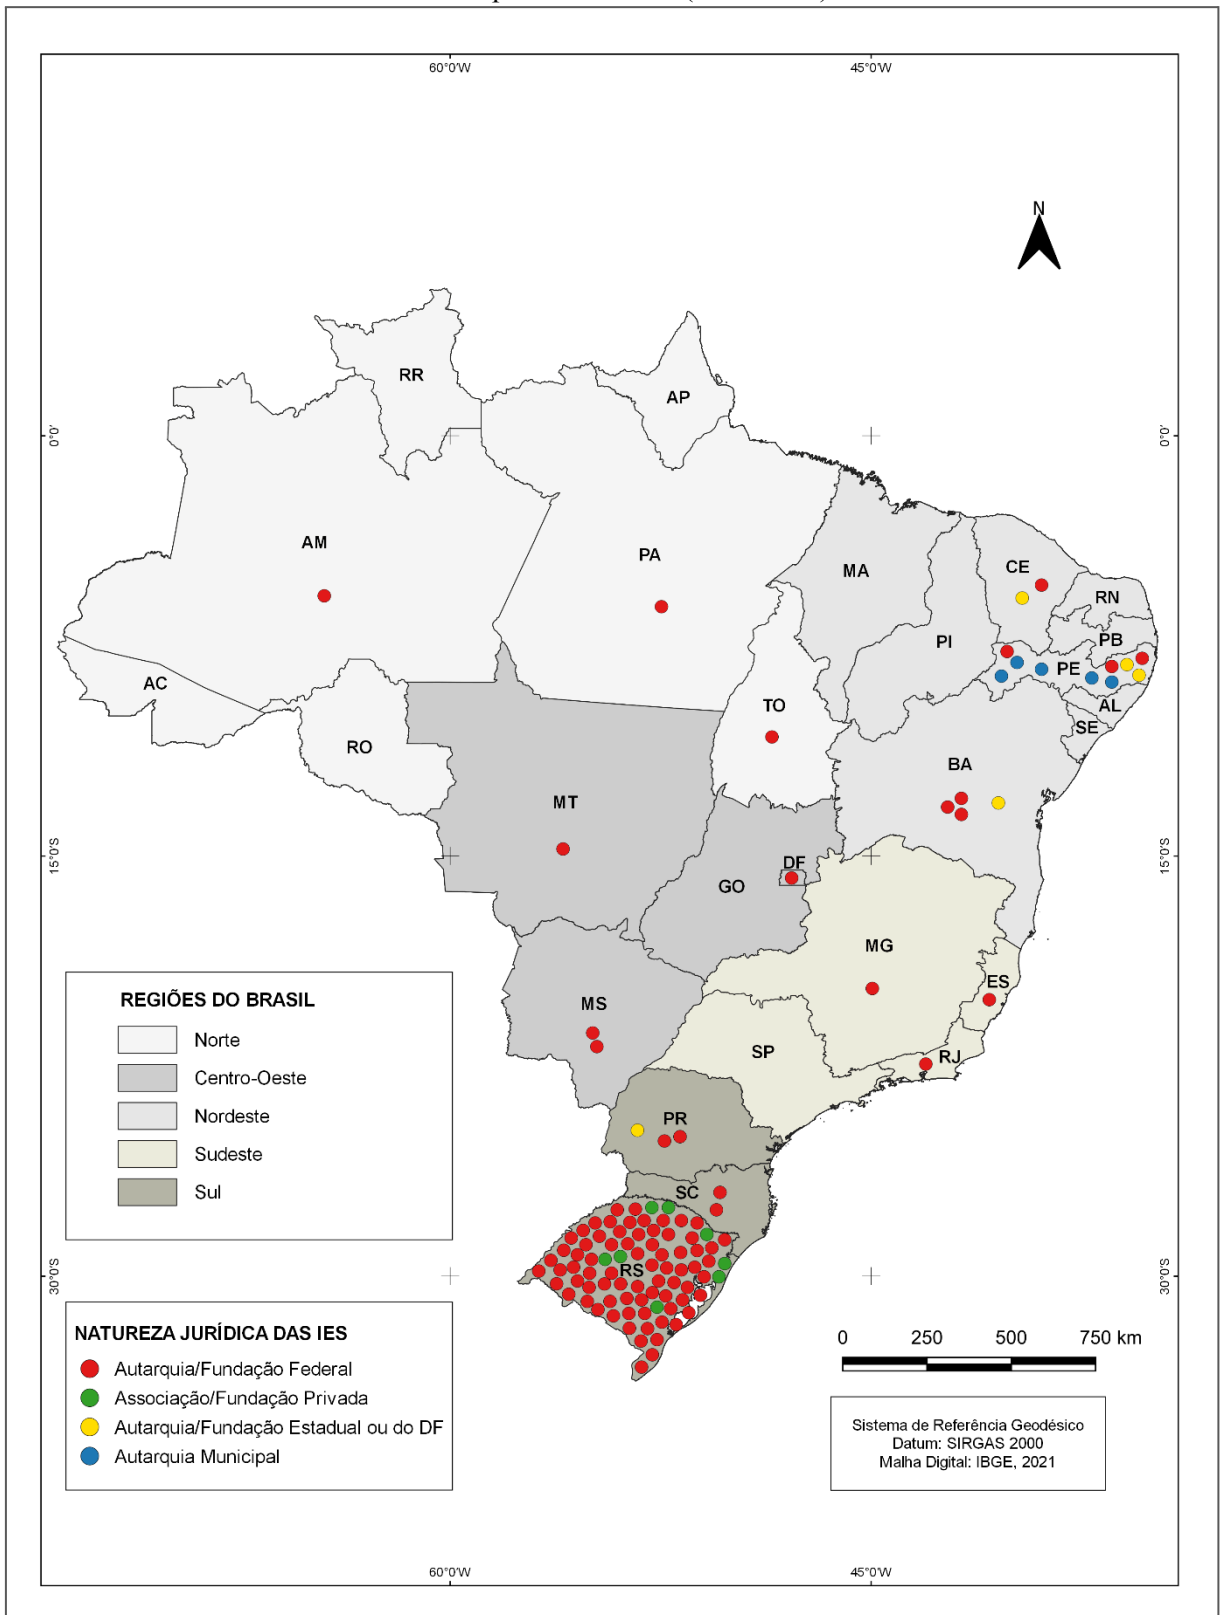 60°0'W 45°0'W
N
RR
AP
0°0' 0°0'
AM
PA
MA
CE
RN
PB
PI
PE
AC
TO
AL
SE
RO
BA
MT
15°0'S 15°0'S
DF
GO
MG
ES
MS
SP
RJ
PR
SC
RS
30°0'S 30°0'S
REGIÕES DO BRASIL
Norte
Centro-Oeste
Nordeste
Sudeste
Sul
NATUREZA JURÍDICA DAS IES
Autarquia/Fundação Federal
Associação/Fundação Privada
Autarquia/Fundação Estadual ou do DF
Autarquia Municipal
0 250 500 750 km
Sistema de Referência Geodésico
Datum: SIRGAS 2000
Malha Digital: IBGE, 2021
60°0'W 45°0'W